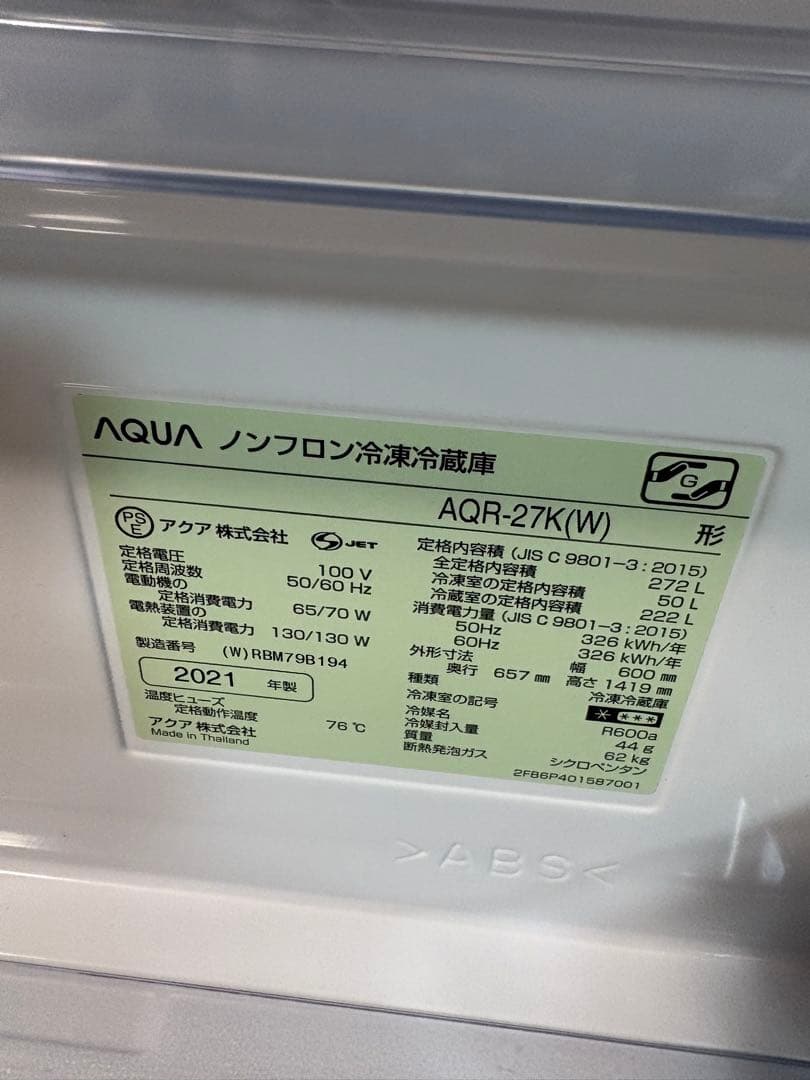 AQUA ノンフロン冷凍冷蔵庫
G
AQR-27K(W) 形
PSE アクア 株式会社 S JET
定格電圧 100 V
定格周波数 50/60 Hz
電動機の
定格消費電力 65/70 W
電熱装置の
定格消費電力 130/130 W
製造番号 (W)RBM79B194
2021 年製
温度ヒューズ
定格動作温度 76 ℃
アクア 株式会社
Made in Thailand
定格内容積 (JIS C 9801-3 : 2015)
全定格内容積 272 L
冷凍室の定格内容積 50 L
冷蔵室の定格内容積 222 L
消費電力量 (JIS C 9801-3 : 2015)
50Hz 326 kWh/年
60Hz 326 kWh/年
外形寸法 幅 600 mm
奥行 657 mm 高さ 1419 mm
種類 冷凍冷蔵庫
冷凍室の記号 * ***
冷媒名 R600a
冷媒封入量 44 g
質量 62 kg
断熱発泡ガス シクロペンタン
2FB6P401587001
>ABS<